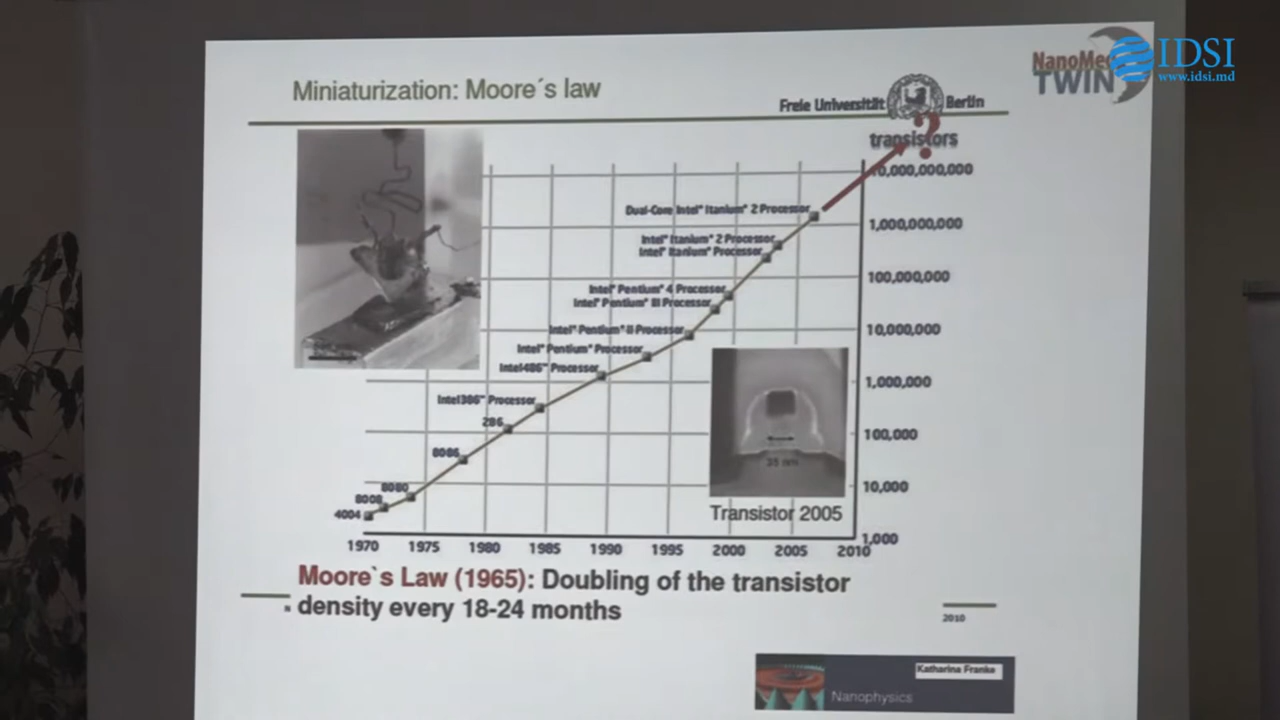 IDSI
www.idsi.md
NanoMe
TWIN
Miniaturization: Moore´s law
Freie Universität Berlin
?
transistors
10,000,000,000
Dual-Core Intel® Itanium® 2 Processor
1,000,000,000
Intel® Itanium® 2 Processor
Intel® Itanium® Processor
100,000,000
Intel® Pentium® 4 Processor
Intel® Pentium® III Processor
Intel® Pentium® II Processor
10,000,000
Intel® Pentium® Processor
Intel486™ Processor
1,000,000
Intel386™ Processor
286
100,000
8086
35 nm
8080
10,000
8008
4004
Transistor 2005
1,000
1970 1975 1980 1985 1990 1995 2000 2005 2010
Moore`s Law (1965): Doubling of the transistor
density every 18-24 months
2010
Katharina Franke
Nanophysics